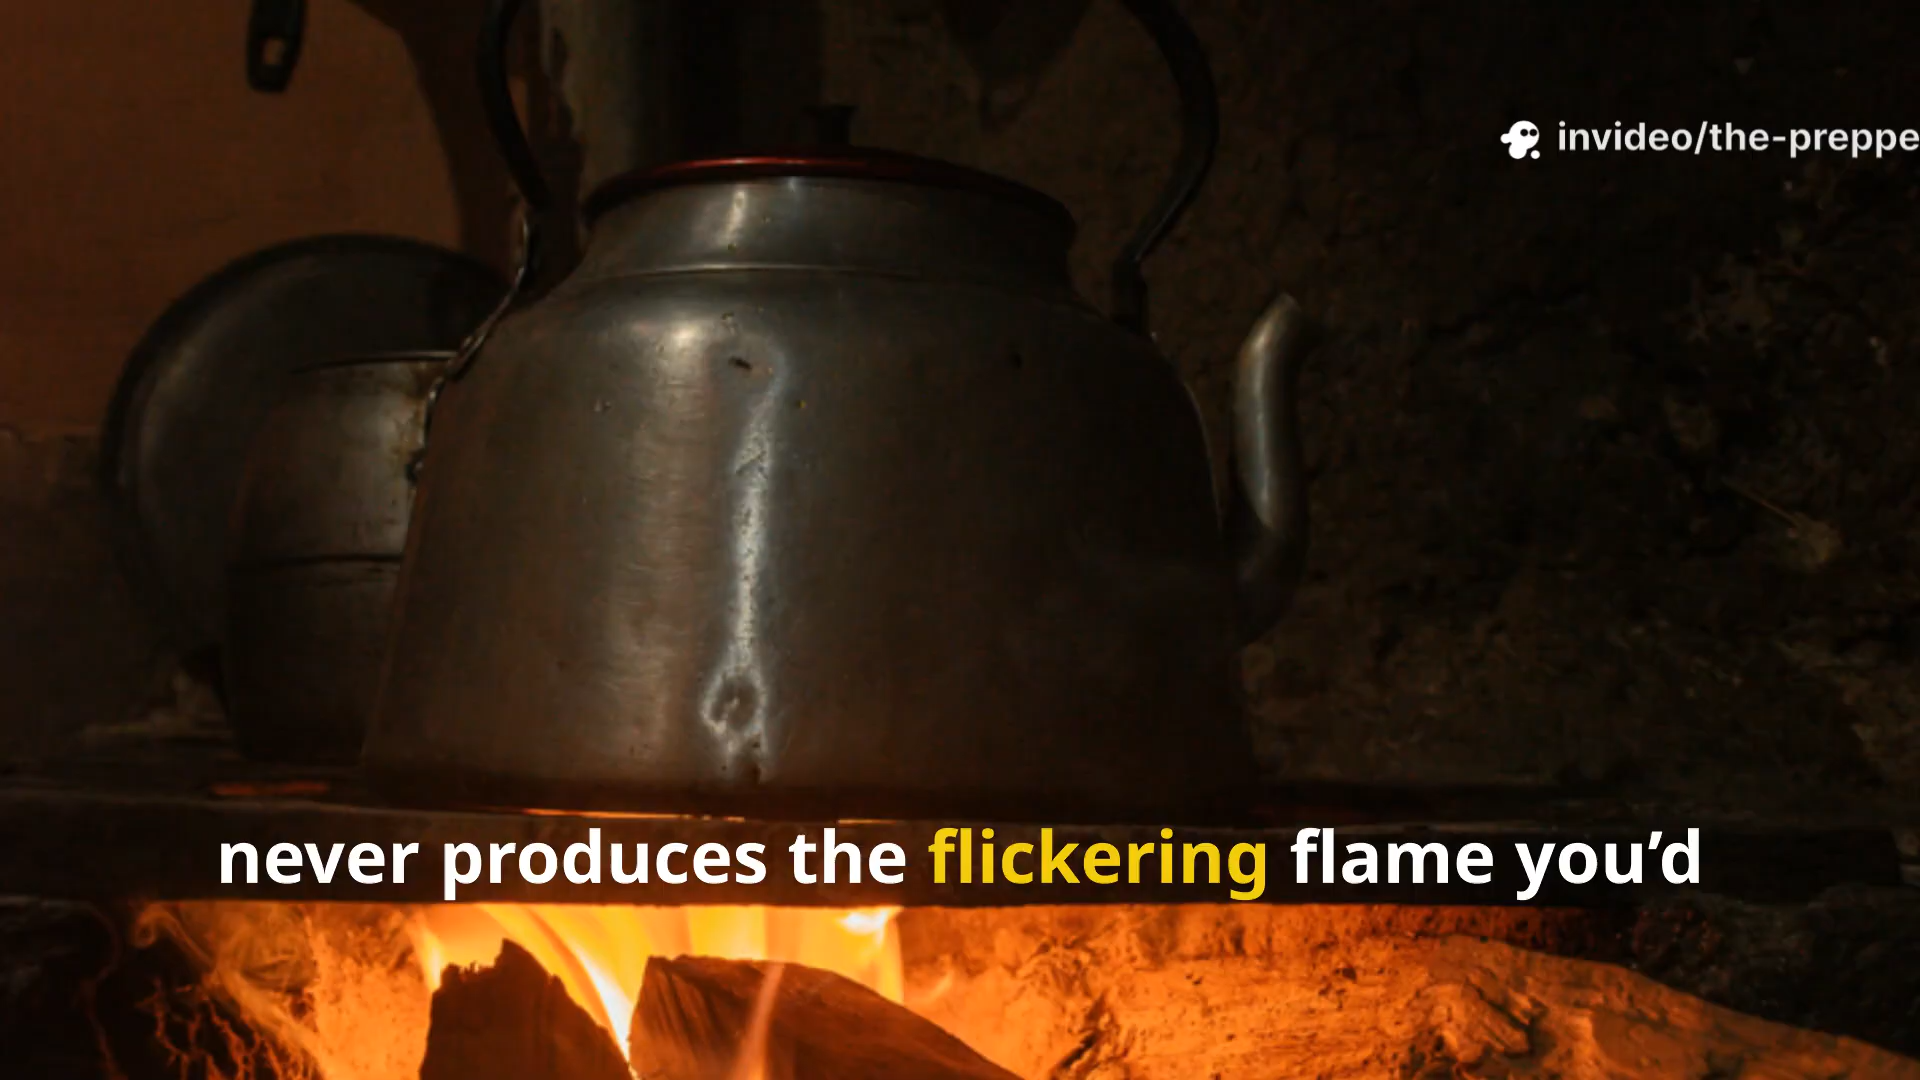 invideo/the-preppe
never produces the flickering flame you’d